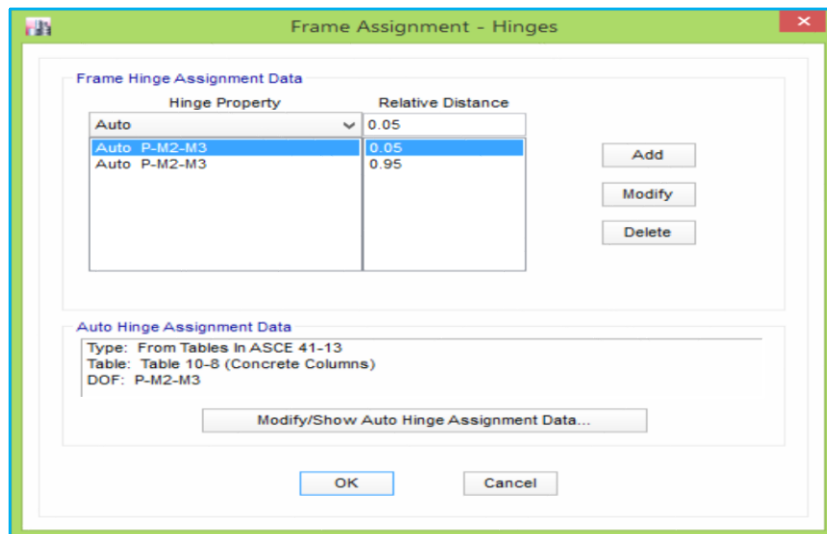 Frame Assignment - Hinges
Frame Hinge Assignment Data
Hinge Property Relative Distance
Auto 0.05
Auto P-M2-M3 0.05
Auto P-M2-M3 0.95
Add
Modify
Delete
Auto Hinge Assignment Data
Type: From Tables In ASCE 41-13
Table: Table 10-8 (Concrete Columns)
DOF: P-M2-M3
Modify/Show Auto Hinge Assignment Data...
OK Cancel